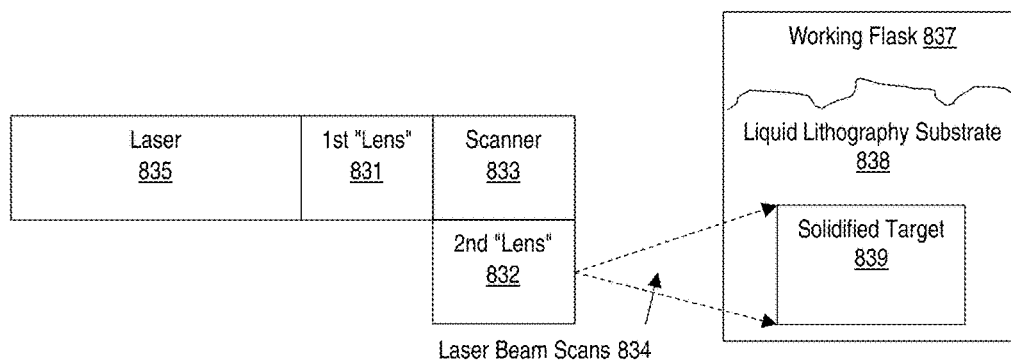 Working Flask 837
Liquid Lithography Substrate
838
Laser
835
1st "Lens"
831
Scanner
833
2nd "Lens"
832
Solidified Target
839
Laser Beam Scans 834